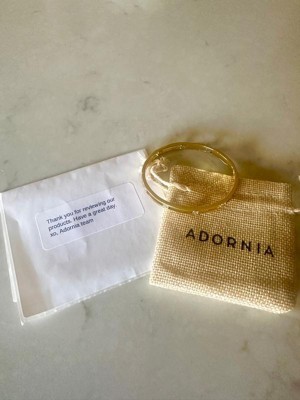 Thank you for reviewing our
products. Have a great day
xo, Adornia team
ADORNIA